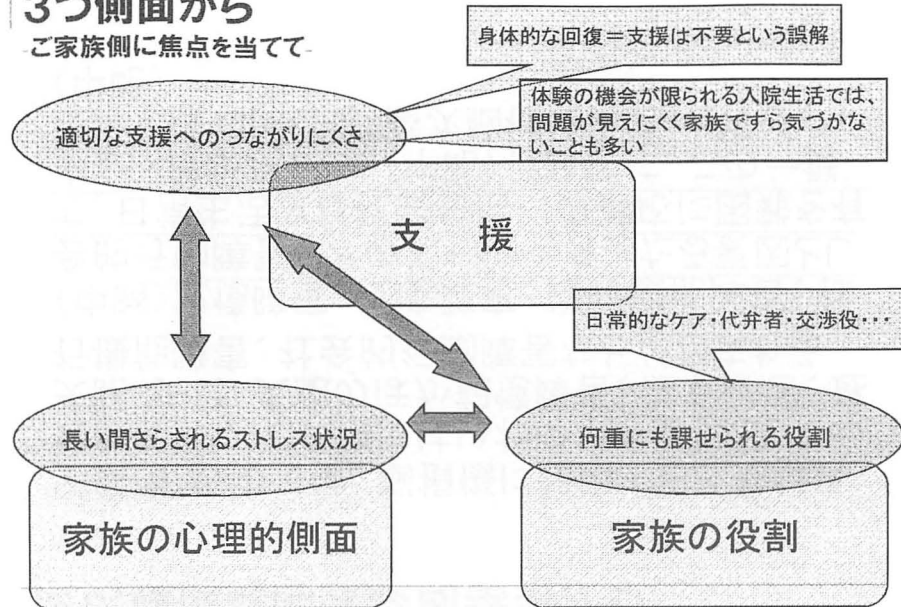 3つ側面から
-ご家族側に焦点を当てて-
身体的な回復＝支援は不要という誤解
体験の機会が限られる入院生活では、
問題が見えにくく家族ですら気づかな
いことも多い
適切な支援へのつながりにくさ
支　援
日常的なケア・代弁者・交渉役・・・
長い間さらされるストレス状況
何重にも課せられる役割
家族の心理的側面
家族の役割